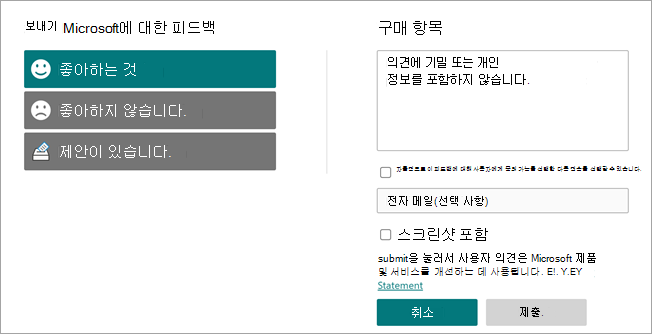 보내기 Microsoft에 대한 피드백
좋아하는 것
좋아하지 않습니다.
제안이 있습니다.
구매 항목
의견에 기밀 또는 개인
정보를 포함하지 않습니다.
전자 메일(선택 사항)
스크린샷 포함
submit을 눌러서 사용자 의견은 Microsoft 제품
및 서비스를 개선하는 데 사용됩니다. E!. Y.EY
Statement
취소
제출.